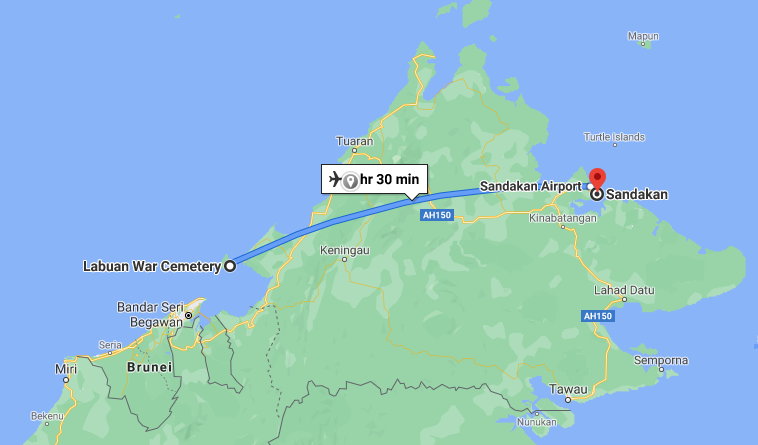 Mapun
Turtle Islands
Tuaran
hr 30 min
Sandakan Airport
Sandakan
AH150
Kinabatangan
Keningau
Labuan War Cemetery
Lahad Datu
Bandar Seri
Begawan
AH150
Seria
Brunei
Miri
Semporna
Tawau
Bekenu
Nunukan